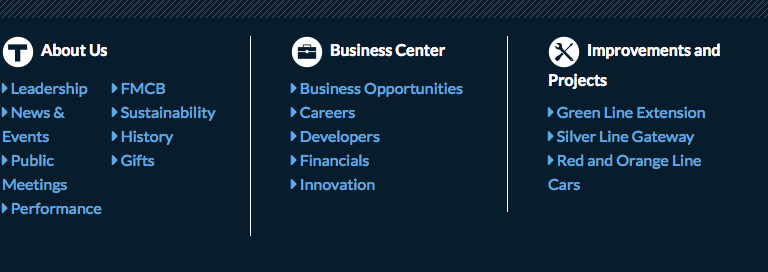 T About Us
Leadership
News &
Events
Public
Meetings
Performance
FMCB
Sustainability
History
Gifts
Business Center
Business Opportunities
Careers
Developers
Financials
Innovation
Improvements and
Projects
Green Line Extension
Silver Line Gateway
Red and Orange Line
Cars